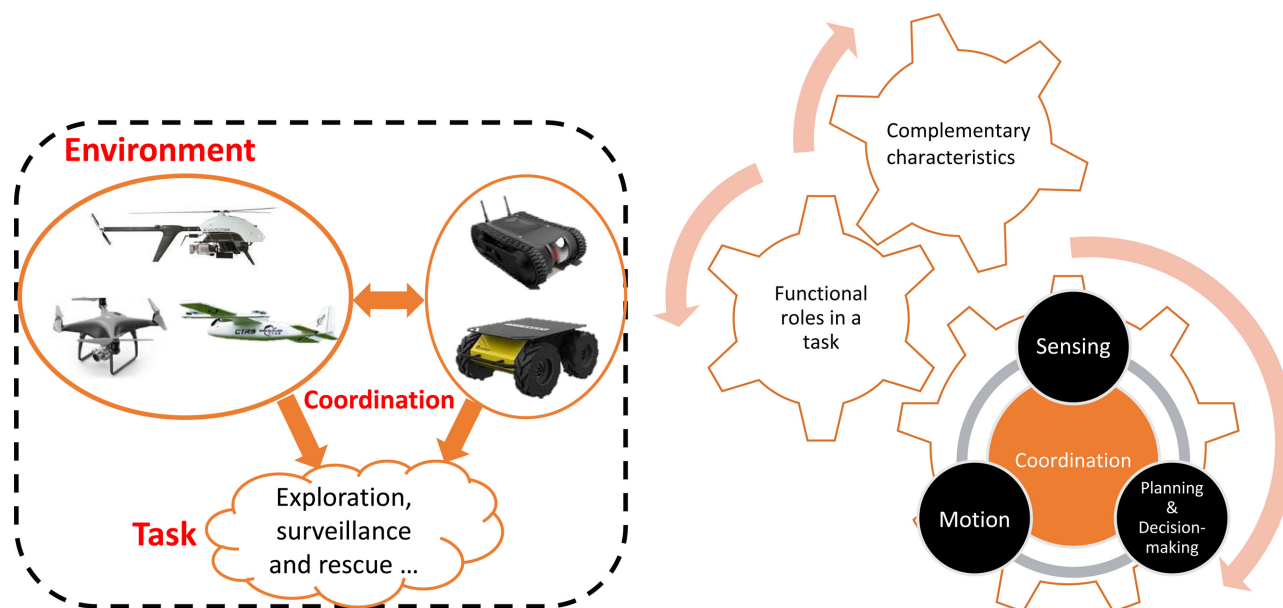 Environment
CTRS
Coordination
Task
Exploration,
surveillance
and rescue ...
Complementary
characteristics
Functional
roles in a
task
Sensing
Coordination
Motion
Planning
&
Decision-
making